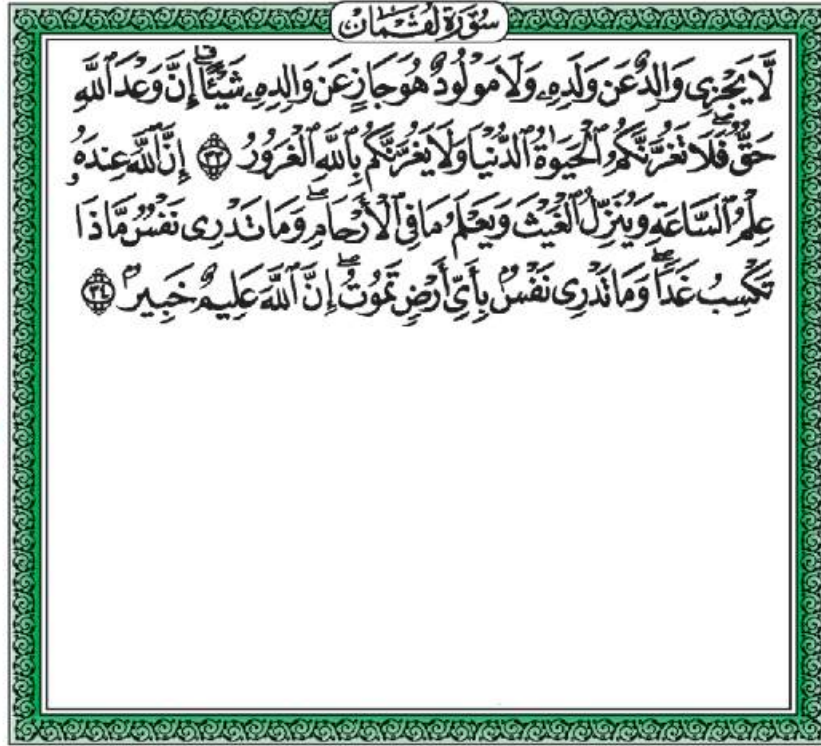 سُورَةُ لُقْمَان
لَّا يَجْزِى وَالِدٌ عَن وَلَدِهِۦ وَلَا مَوْلُودٌ هُوَ جَازٍ عَن وَالِدِهِۦ شَيْـًٔا ۚ إِنَّ وَعْدَ ٱللَّهِ
حَقٌّ ۖ فَلَا تَغُرَّنَّكُمُ ٱلْحَيَوٰةُ ٱلدُّنْيَا وَلَا يَغُرَّنَّكُم بِٱللَّهِ ٱلْغَرُورُ ٣٣ إِنَّ ٱللَّهَ عِندَهُۥ
عِلْمُ ٱلسَّاعَةِ وَيُنَزِّلُ ٱلْغَيْثَ وَيَعْلَمُ مَا فِى ٱلْأَرْحَامِ ۖ وَمَا تَدْرِى نَفْسٌ مَّاذَا
تَكْسِبُ غَدًا ۖ وَمَا تَدْرِى نَفْسٌۢ بِأَىِّ أَرْضٍ تَمُوتُ ۚ إِنَّ ٱللَّهَ عَلِيمٌ خَبِيرٌۢ ٣٤